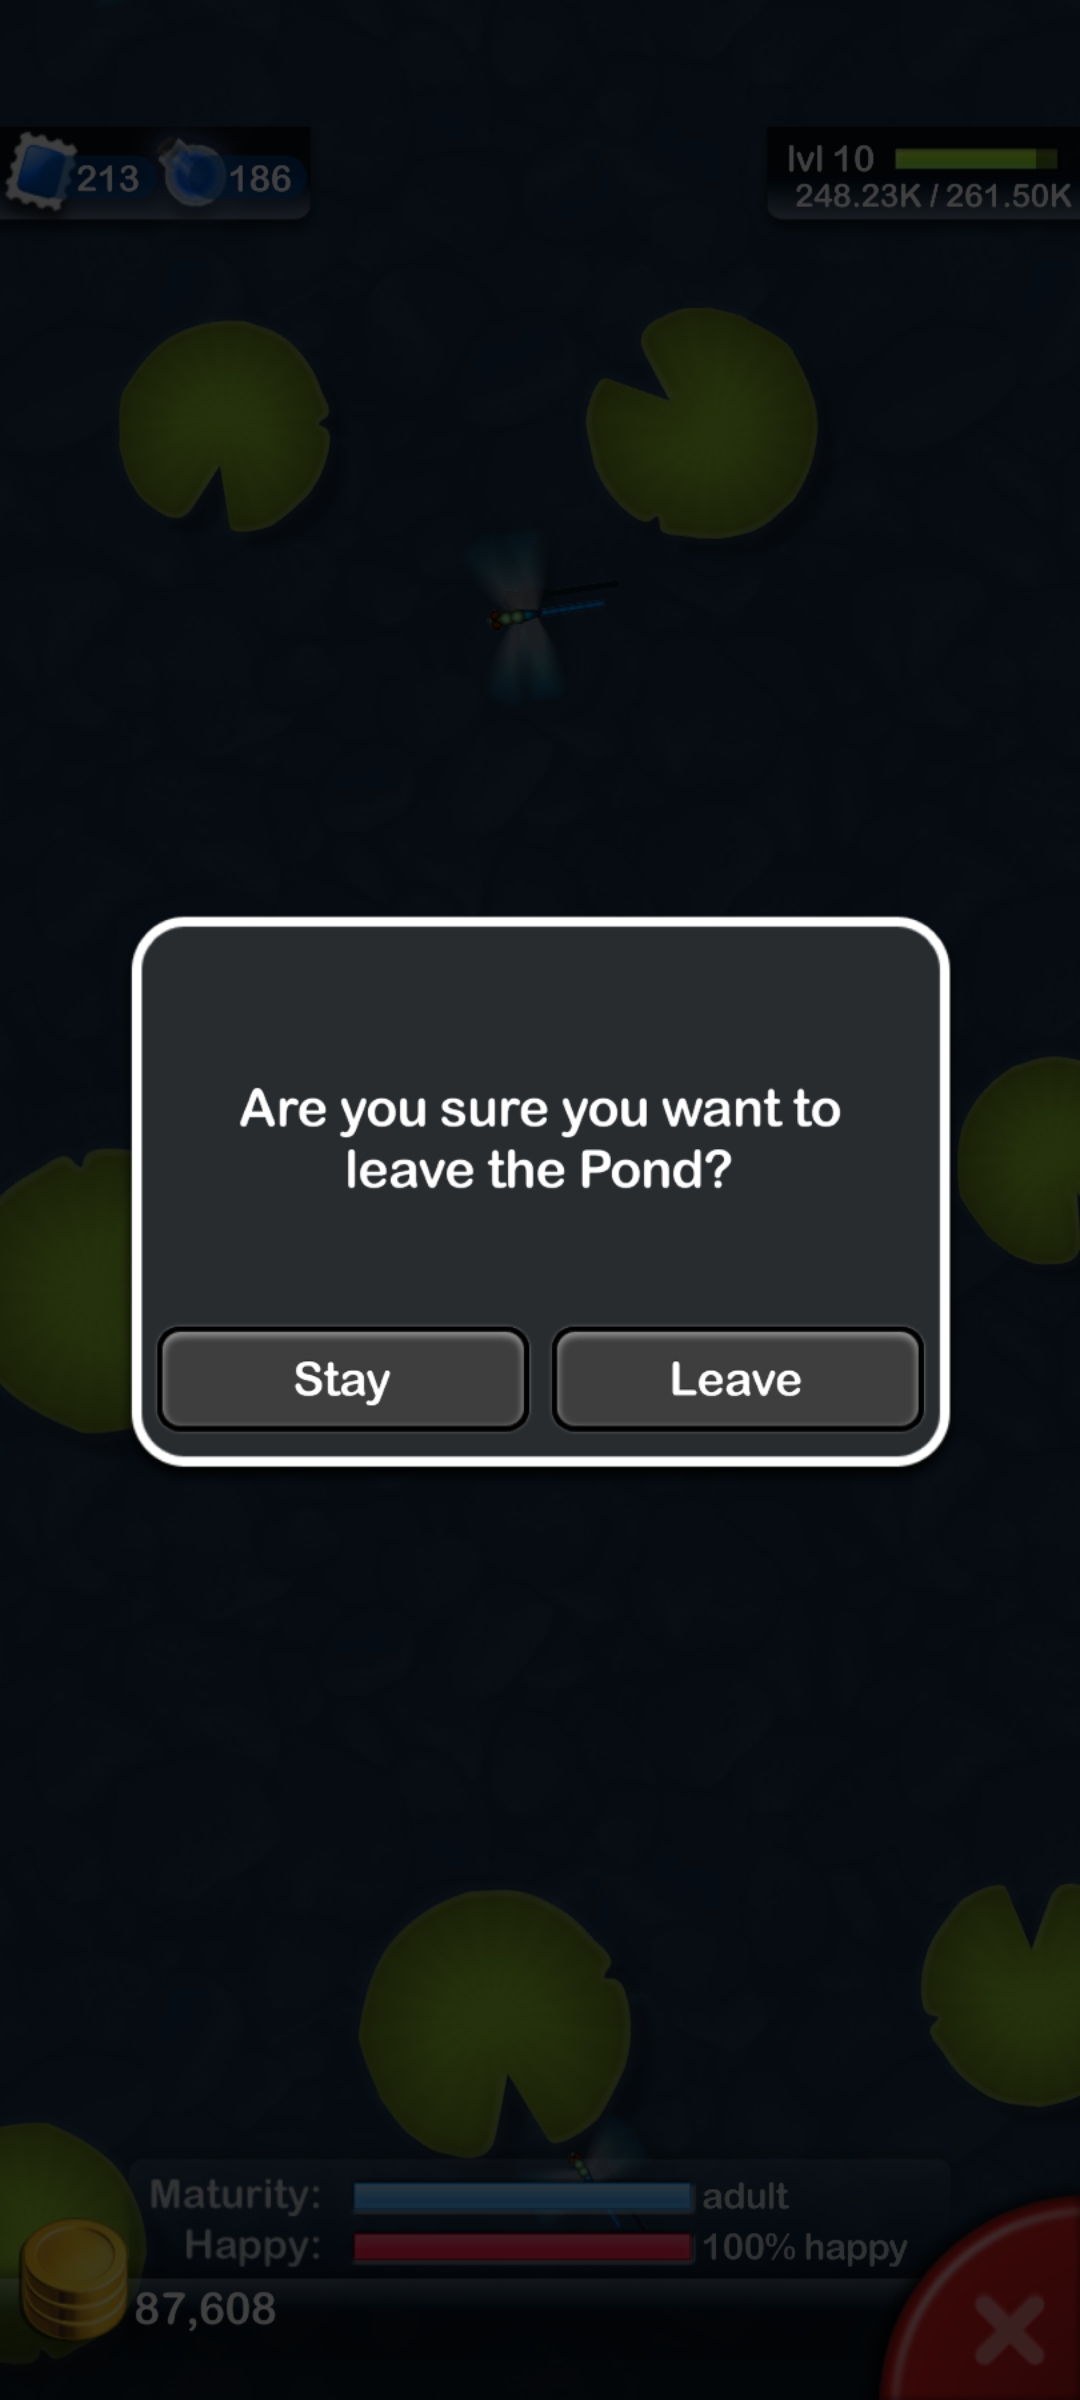 213 186
lvl 10
248.23K / 261.50K
Are you sure you want to
leave the Pond?
Stay Leave
Maturity: adult
Happy: 100% happy
87,608